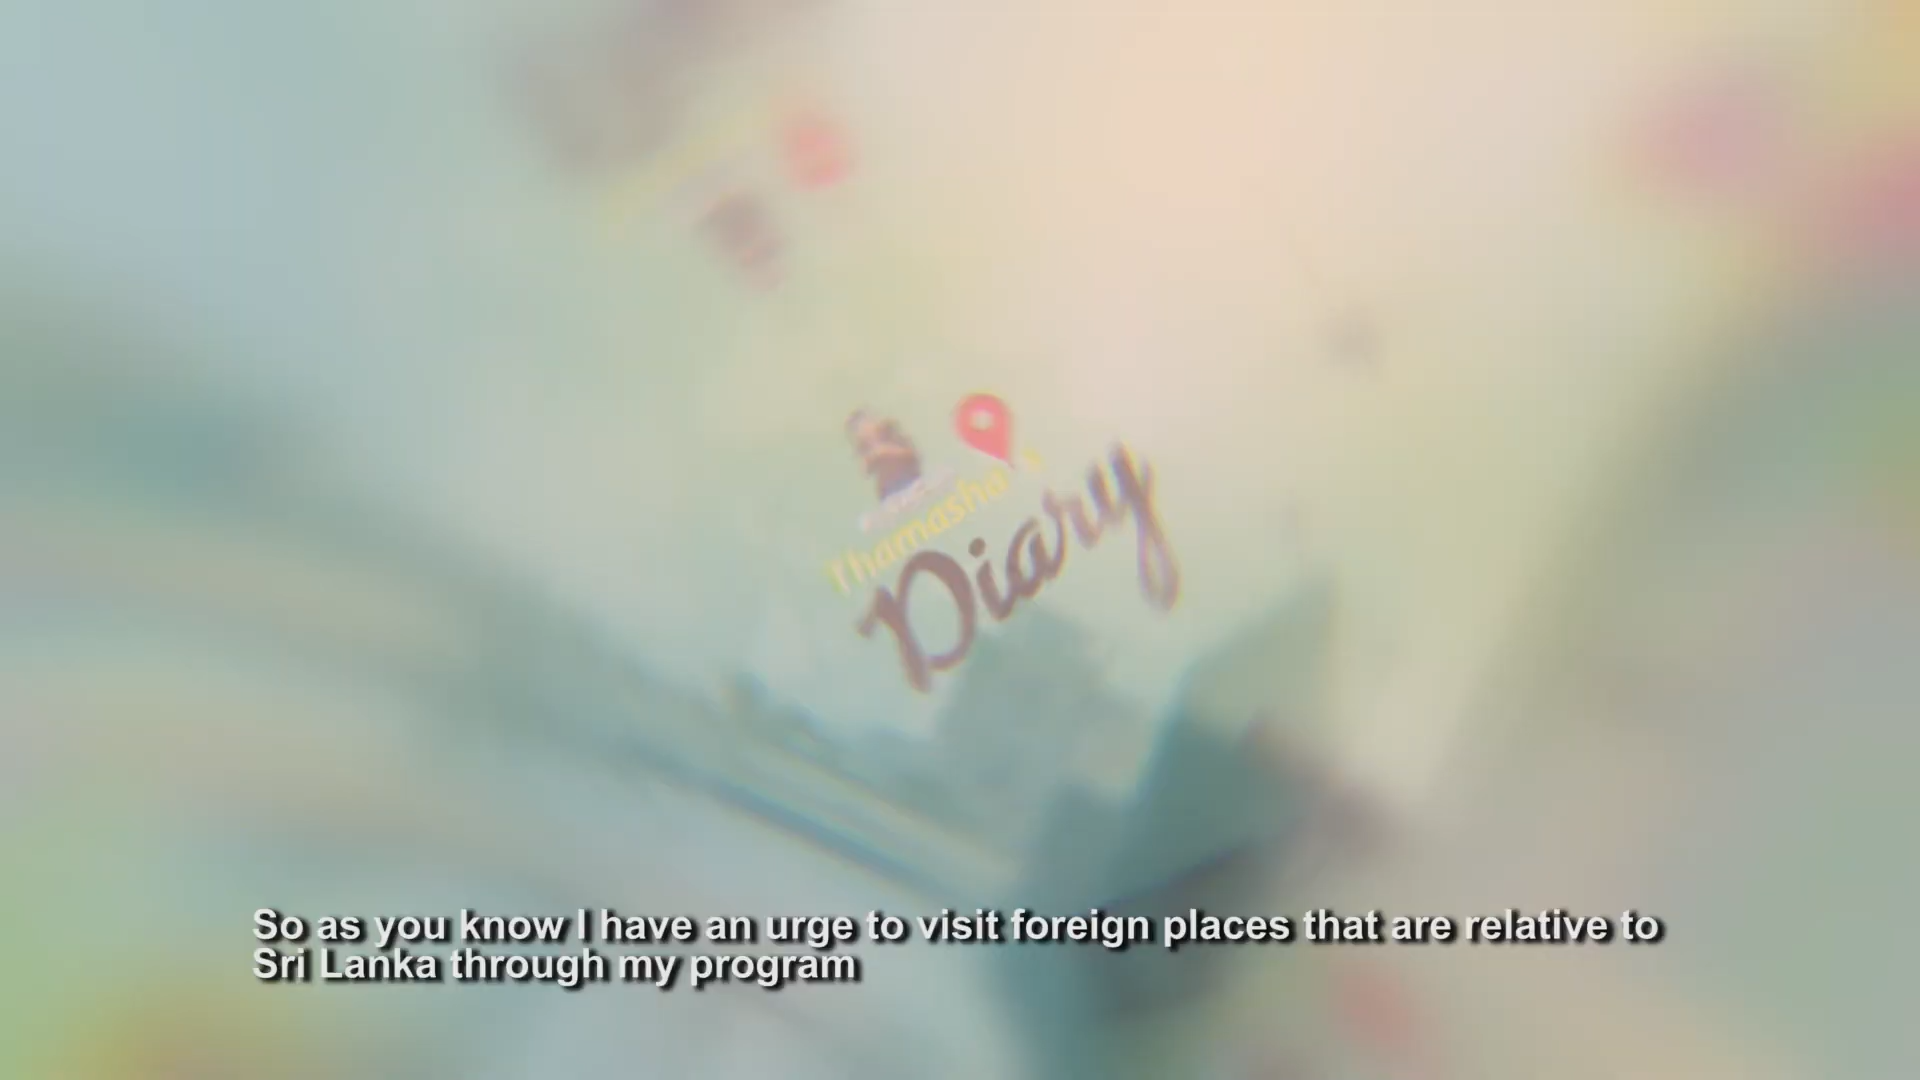 Thamasha's
Diary
So as you know I have an urge to visit foreign places that are relative to
Sri Lanka through my program